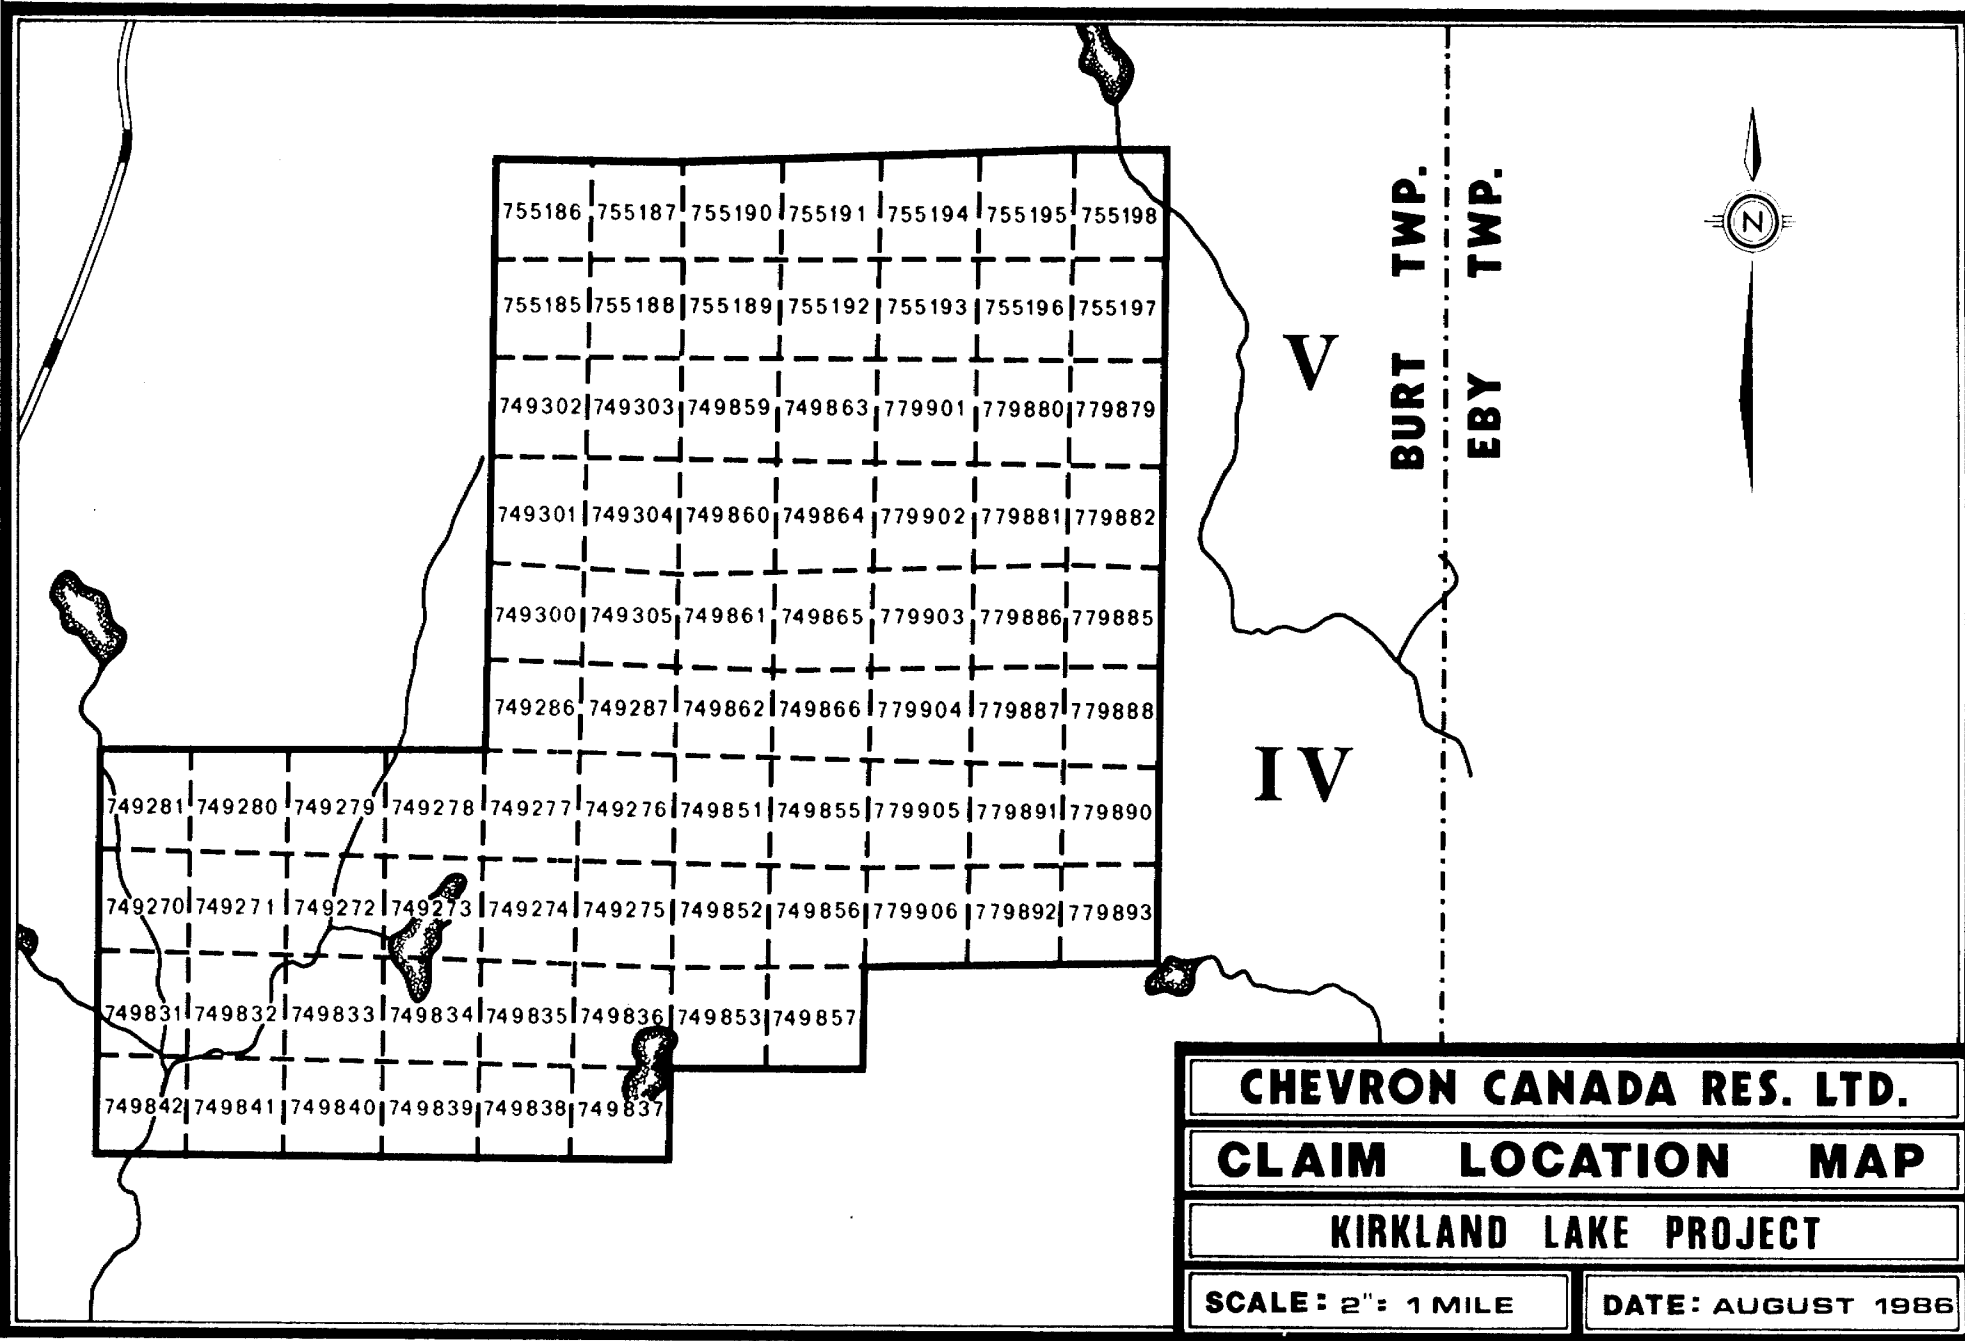 755186 755187 755190 755191 755194 755195 755198
755185 755188 755189 755192 755193 755196 755197
749302 749303 749859 749863 779901 779880 779879
749301 749304 749860 749864 779902 779881 779882
749300 749305 749861 749865 779903 779886 779885
749286 749287 749862 749866 779904 779887 779888
749281 749280 749279 749278 749277 749276 749851 749855 779905 779891 779890
749270 749271 749272 749273 749274 749275 749852 749856 779906 779892 779893
749831 749832 749833 749834 749835 749836 749853 749857
749842 749841 749840 749839 749838 749837
V
IV
BURT TWP.
EBY TWP.
N
CHEVRON CANADA RES. LTD.
CLAIM LOCATION MAP
KIRKLAND LAKE PROJECT
SCALE: 2": 1 MILE
DATE: AUGUST 1986